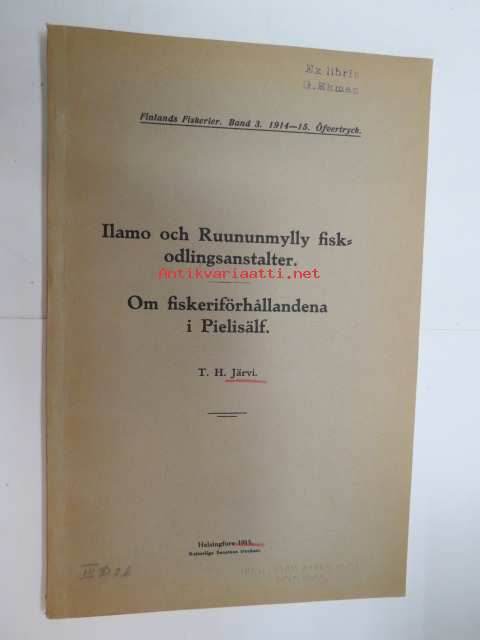 Ex libris
G. Ekman
Finlands Fiskerier. Band 3. 1914—15. Öfvertryck.
Ilamo och Ruununmylly fisk-
odlingsanstalter.
Antikvariaatti.net
Om fiskeriförhållandena
i Pielisälf.
T. H. Järvi.
Helsingfors 1915.